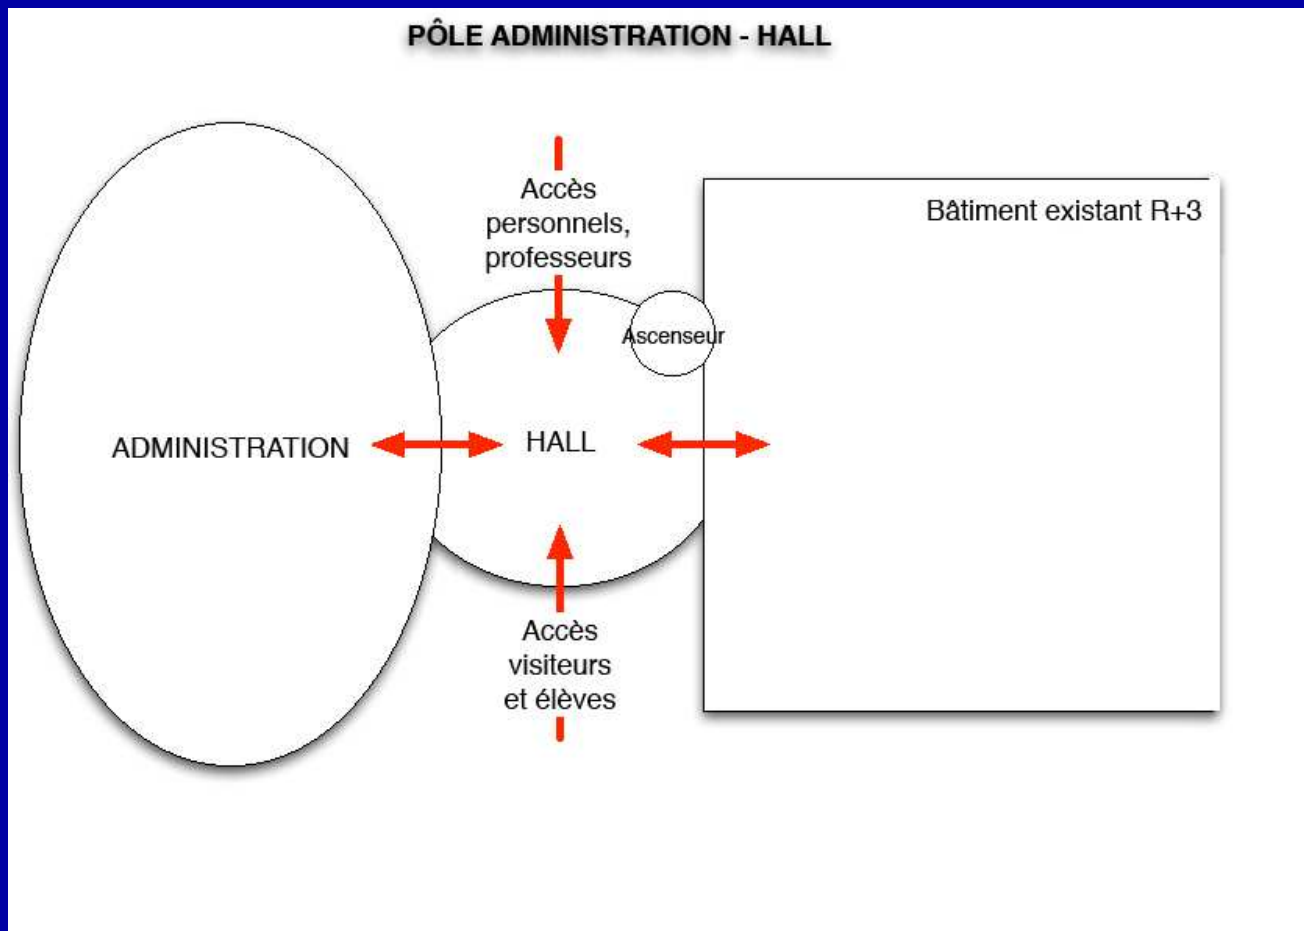 PÔLE ADMINISTRATION - HALL
Accès
personnels,
professeurs
Bâtiment existant R+3
Ascenseur
ADMINISTRATION
HALL
Accès
visiteurs
et élèves